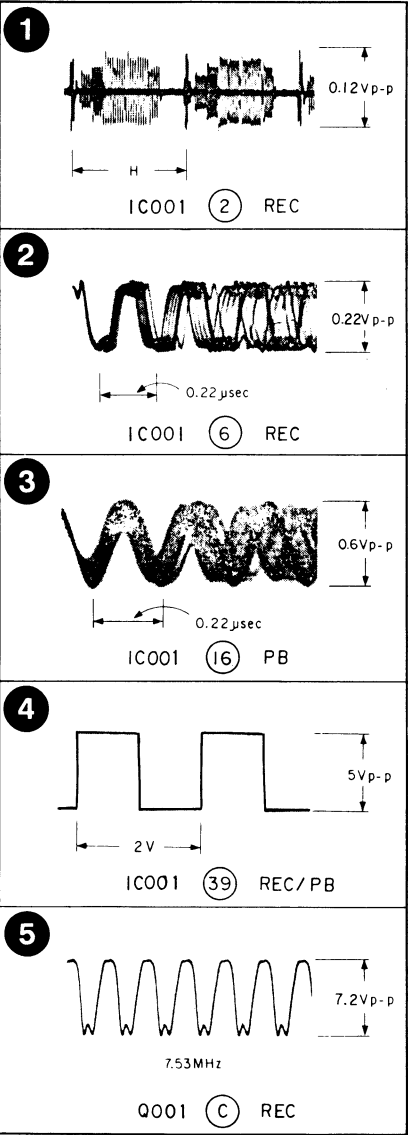 1
0.12Vp-p
H
IC001 2 REC
2
0.22Vp-p
0.22µsec
IC001 6 REC
3
0.6Vp-p
0.22µsec
IC001 16 PB
4
5Vp-p
2V
IC001 39 REC/PB
5
7.2Vp-p
7.53MHz
Q001 C REC